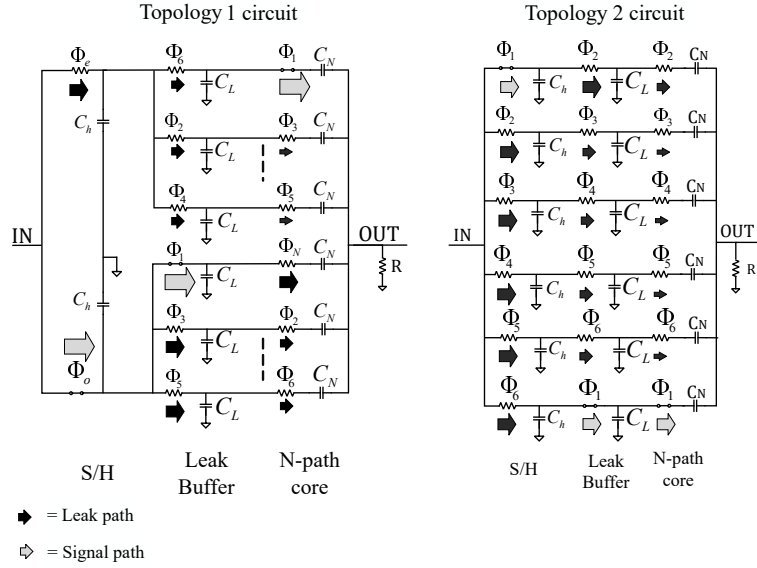 Topology 1 circuit
Topology 2 circuit
Φe Φ6 Φ1 CN
CL
Ch
Φ2 Φ3 CN
CL
Φ4 Φ5 CN
CL
IN
OUT
R
Φ1 ΦN CN
CL
Ch
Φ3 Φ2 CN
CL
Φo
Φ5 Φ6 CN
CL
S/H
Leak
Buffer
N-path
core
= Leak path
= Signal path
Φ1 Φ2 Φ2 CN
Ch CL
Φ2 Φ3 Φ3 CN
Ch CL
Φ3 Φ4 Φ4 CN
Ch CL
IN
OUT
R
Φ4 Φ5 Φ5 CN
Ch CL
Φ5 Φ6 Φ6 CN
Ch CL
Φ6 Φ1 Φ1 CN
Ch CL
S/H
Leak
Buffer
N-path
core